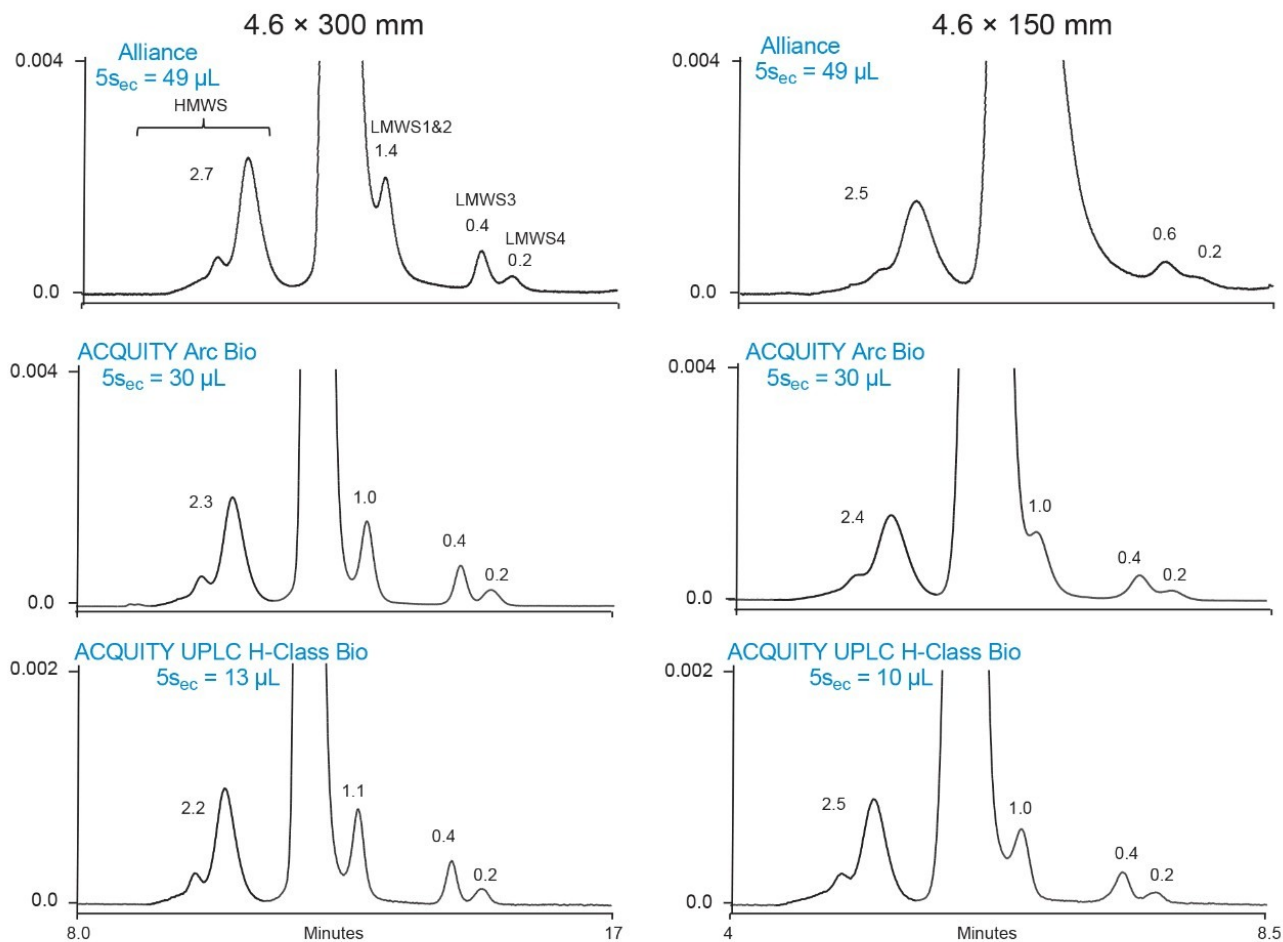 4.6 × 300 mm
Alliance
5s_ec = 49 µL
0.004
HMWS
2.7
LMWS1&2
1.4
LMWS3
0.4
LMWS4
0.2
0.0
4.6 × 150 mm
Alliance
5s_ec = 49 µL
0.004
2.5
0.6
0.2
0.0
ACQUITY Arc Bio
5s_ec = 30 µL
0.004
2.3
1.0
0.4
0.2
0.0
ACQUITY Arc Bio
5s_ec = 30 µL
0.004
2.4
1.0
0.4
0.2
0.0
ACQUITY UPLC H-Class Bio
5s_ec = 13 µL
0.002
2.2
1.1
0.4
0.2
0.0
8.0 Minutes 17
ACQUITY UPLC H-Class Bio
5s_ec = 10 µL
0.002
2.5
1.0
0.4
0.2
0.0
4 Minutes 8.5